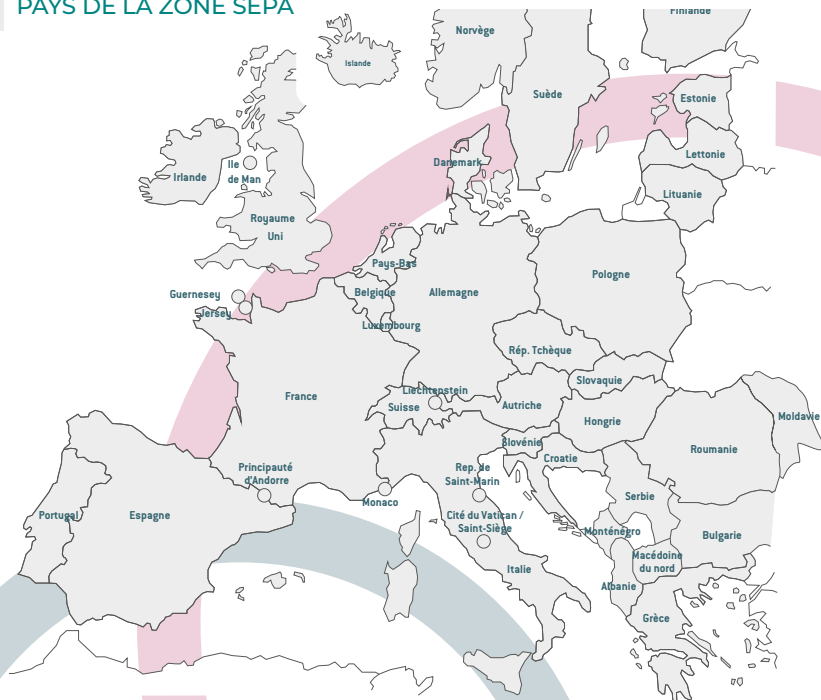 PAYS DE LA ZONE SEPA
Finlande
Norvège
Islande
Suède
Estonie
Lettonie
Danemark
Ile
de Man
Irlande
Lituanie
Royaume
Uni
Pays-Bas
Pologne
Guernesey
Belgique
Allemagne
Jersey
Luxembourg
Rép. Tchèque
Slovaquie
Liechtenstein
France
Suisse
Autriche
Moldavie
Hongrie
Slovénie
Roumanie
Croatie
Principauté
d'Andorre
Rep. de
Saint-Marin
Serbie
Monaco
Portugal
Espagne
Cité du Vatican /
Saint-Siège
Monténégro
Bulgarie
Macédoine
du nord
Italie
Albanie
Grèce